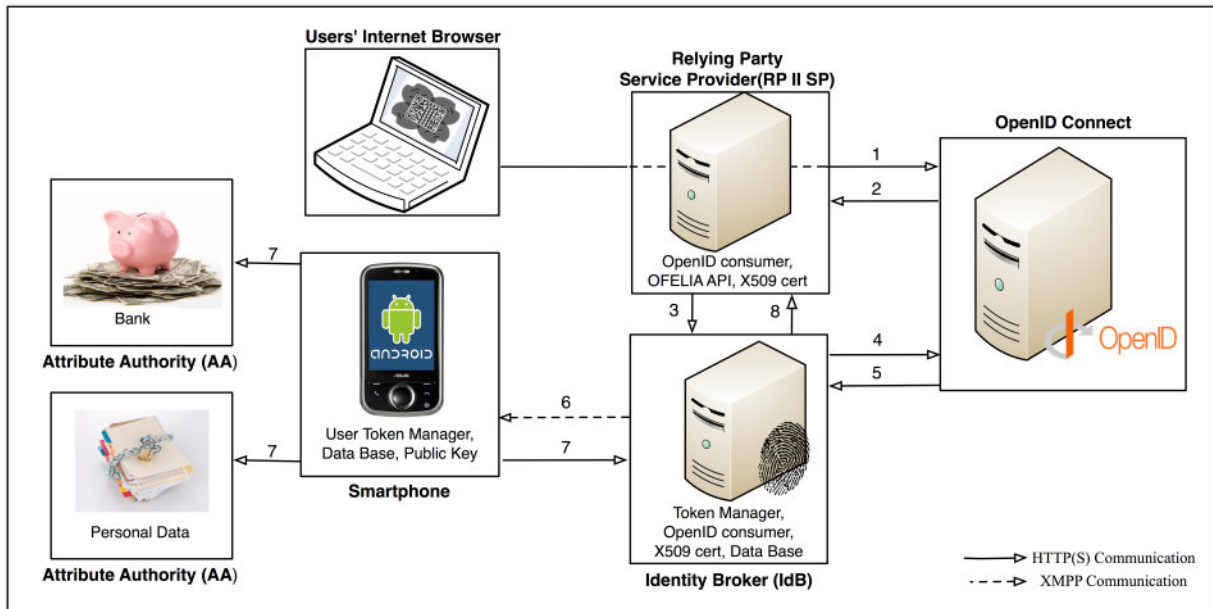 Users' Internet Browser
Relying Party
Service Provider(RP II SP)
OpenID Connect
1
2
OpenID consumer,
OFELIA API, X509 cert
7
Bank
Attribute Authority (AA)
ANDROID
ASUS
User Token Manager,
Data Base, Public Key
Smartphone
3
8
4
5
OpenID
6
7
7
Personal Data
Attribute Authority (AA)
Token Manager,
OpenID consumer,
X509 cert, Data Base
Identity Broker (IdB)
HTTP(S) Communication
XMPP Communication